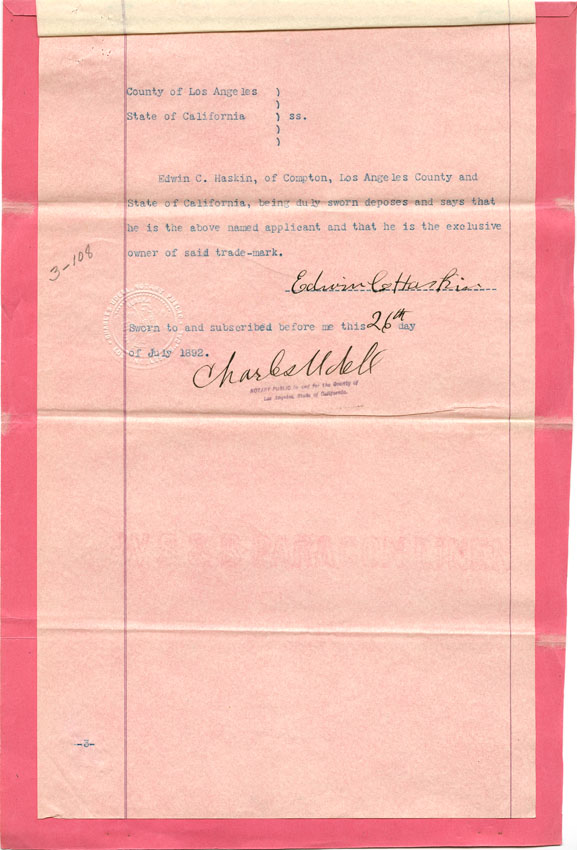 County of Los Angeles )
)
State of California ) ss.
)
)
Edwin C. Haskin, of Compton, Los Angeles County and
State of California, being duly sworn deposes and says that
he is the above named applicant and that he is the exclusive
owner of said trade-mark.
3-108
Edwin C Haskin
Sworn to and subscribed before me this 26th day
of July 1892.
Charles Udell
NOTARY PUBLIC in and for the County of
Los Angeles, State of California.
-3-